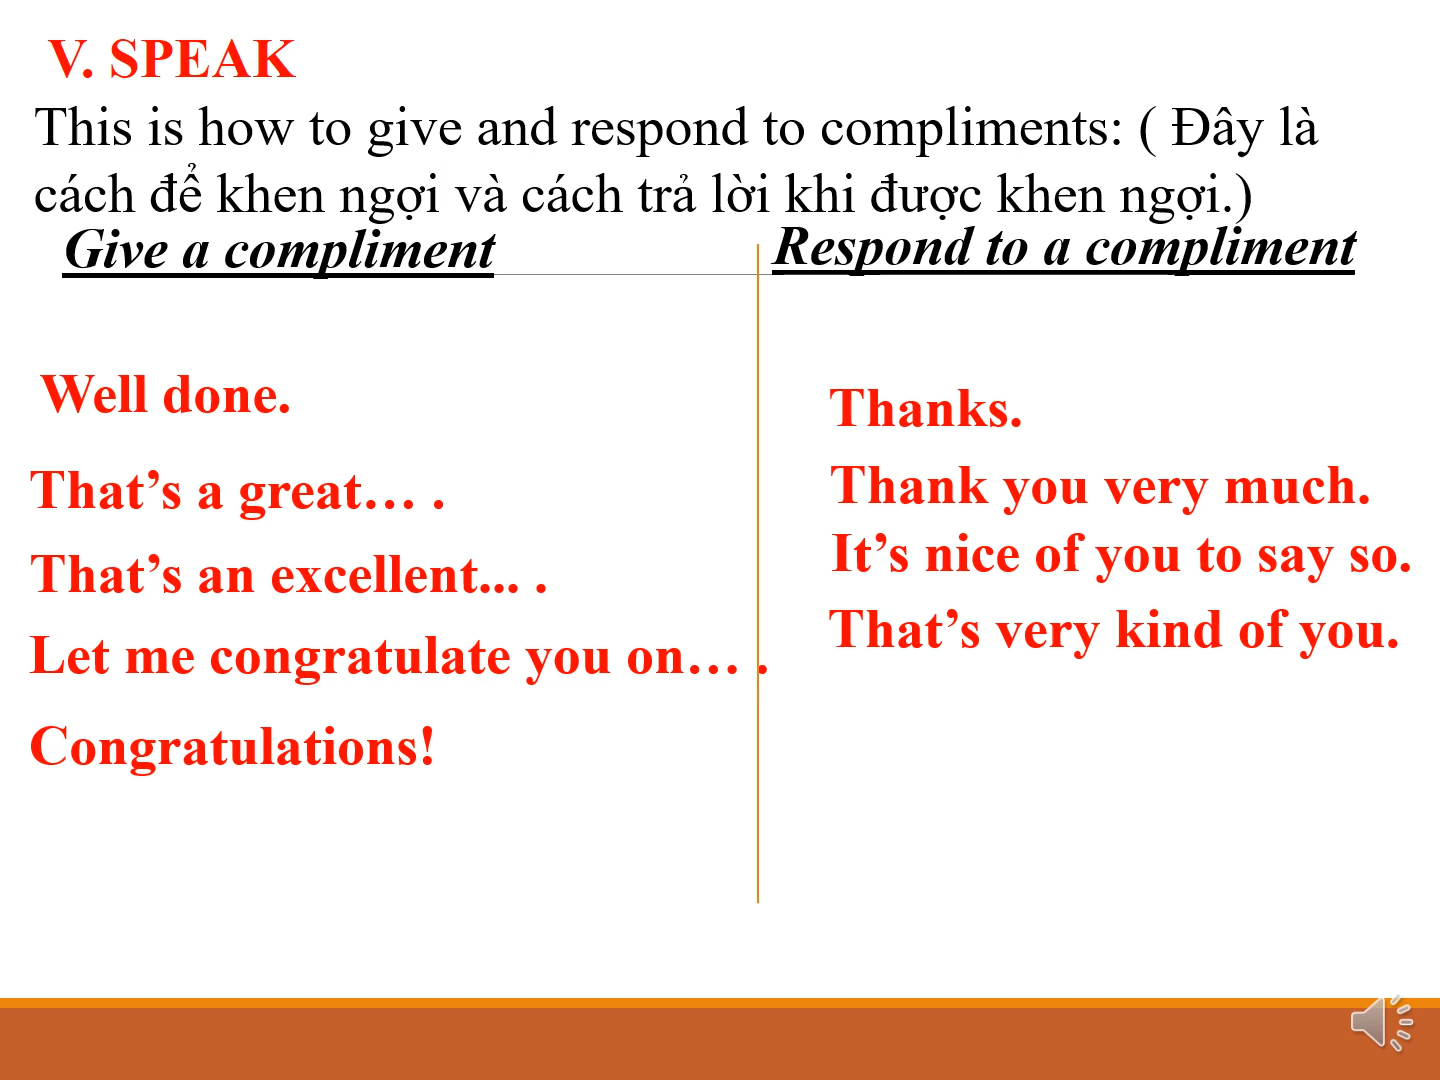 V. SPEAK
This is how to give and respond to compliments: ( Đây là
cách để khen ngợi và cách trả lời khi được khen ngợi.)
Give a compliment
Respond to a compliment
Well done.
That’s a great… .
That’s an excellent... .
Let me congratulate you on… .
Congratulations!
Thanks.
Thank you very much.
It’s nice of you to say so.
That’s very kind of you.